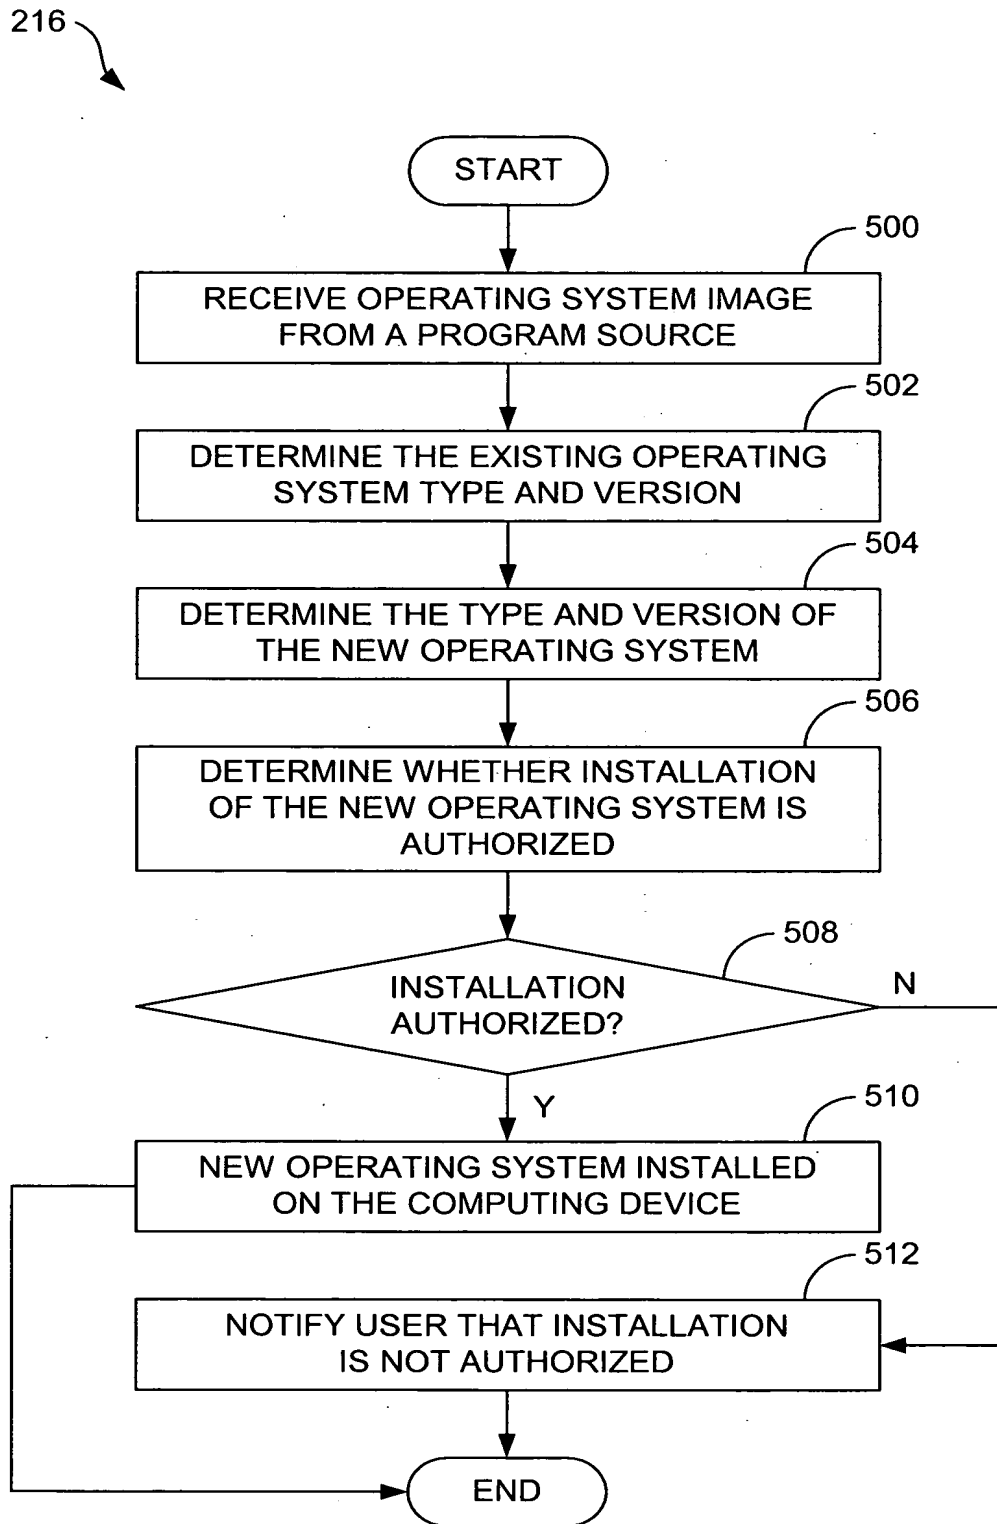 216
START
500
RECEIVE OPERATING SYSTEM IMAGE
FROM A PROGRAM SOURCE
502
DETERMINE THE EXISTING OPERATING
SYSTEM TYPE AND VERSION
504
DETERMINE THE TYPE AND VERSION OF
THE NEW OPERATING SYSTEM
506
DETERMINE WHETHER INSTALLATION
OF THE NEW OPERATING SYSTEM IS
AUTHORIZED
508
INSTALLATION
AUTHORIZED?
N
Y
510
NEW OPERATING SYSTEM INSTALLED
ON THE COMPUTING DEVICE
512
NOTIFY USER THAT INSTALLATION
IS NOT AUTHORIZED
END